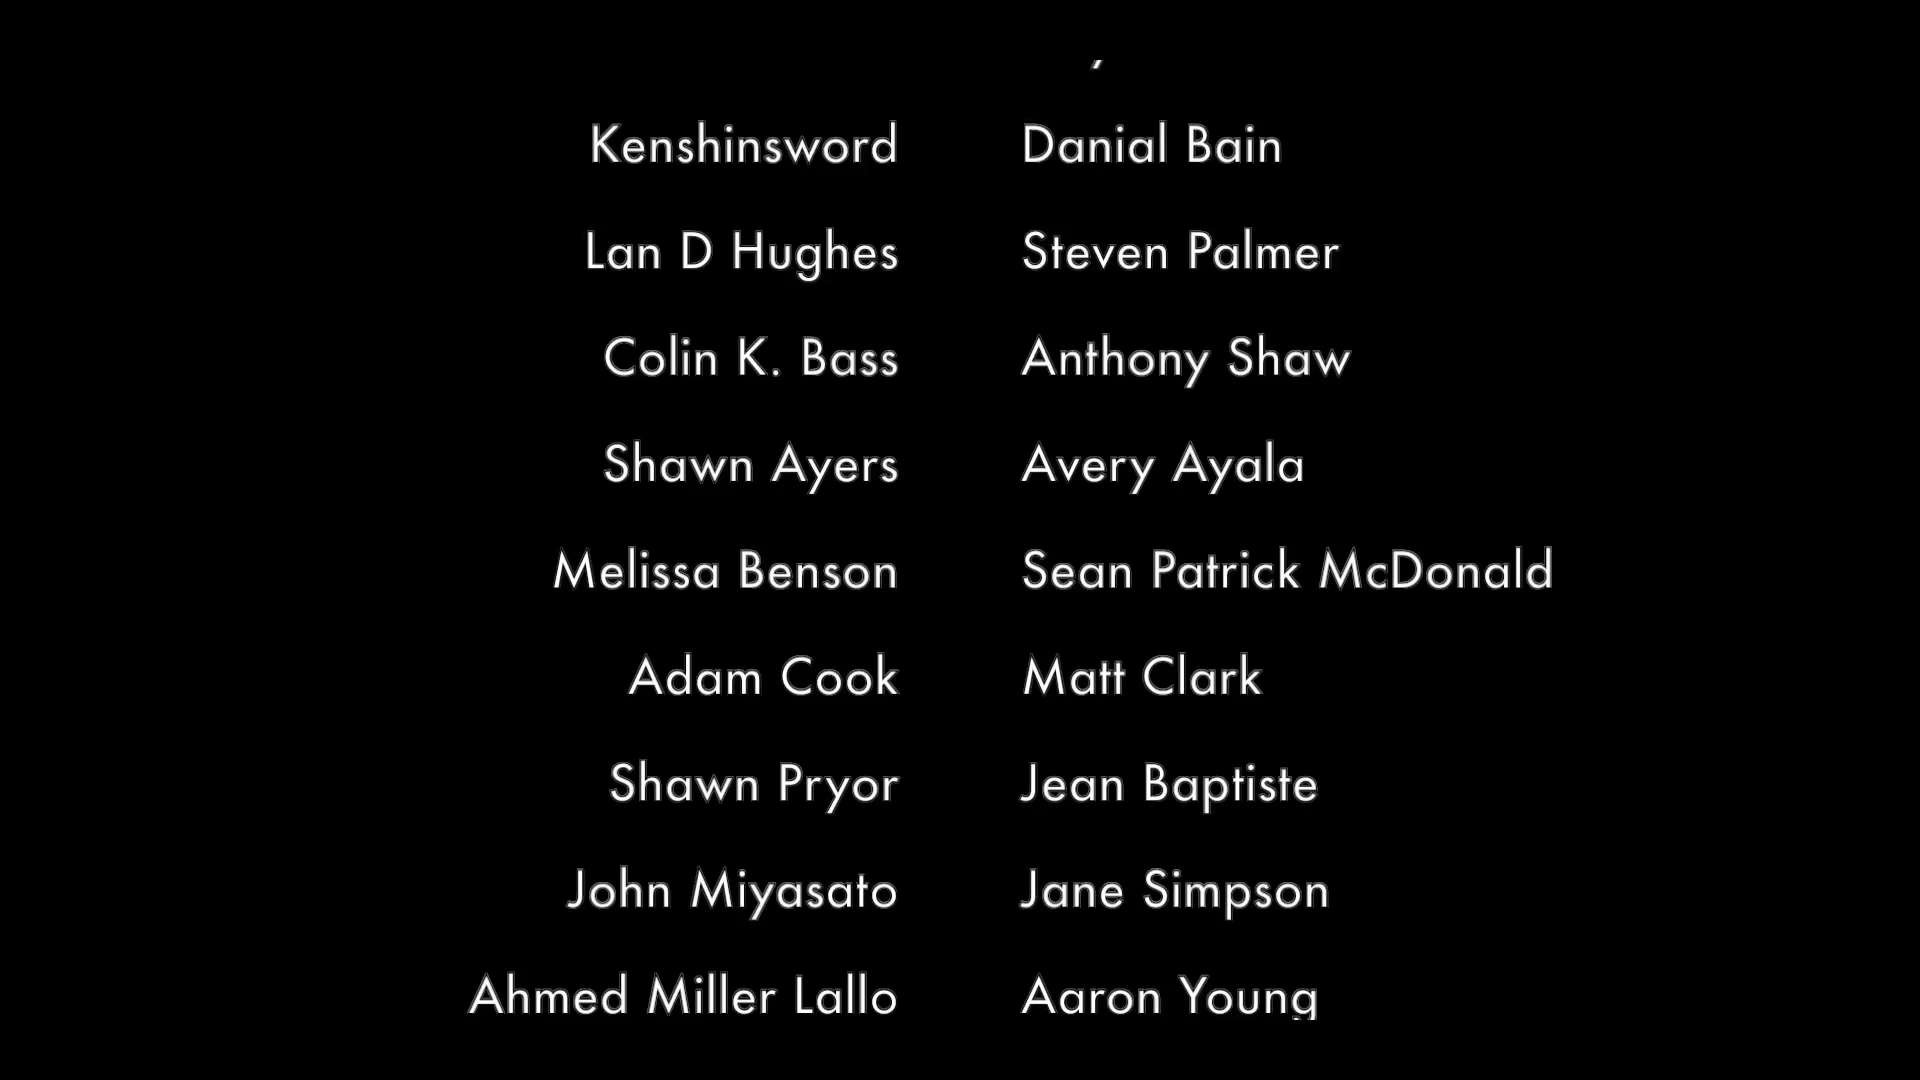 Kenshinsword Danial Bain
Lan D Hughes Steven Palmer
Colin K. Bass Anthony Shaw
Shawn Ayers Avery Ayala
Melissa Benson Sean Patrick McDonald
Adam Cook Matt Clark
Shawn Pryor Jean Baptiste
John Miyasato Jane Simpson
Ahmed Miller Lallo Aaron Young